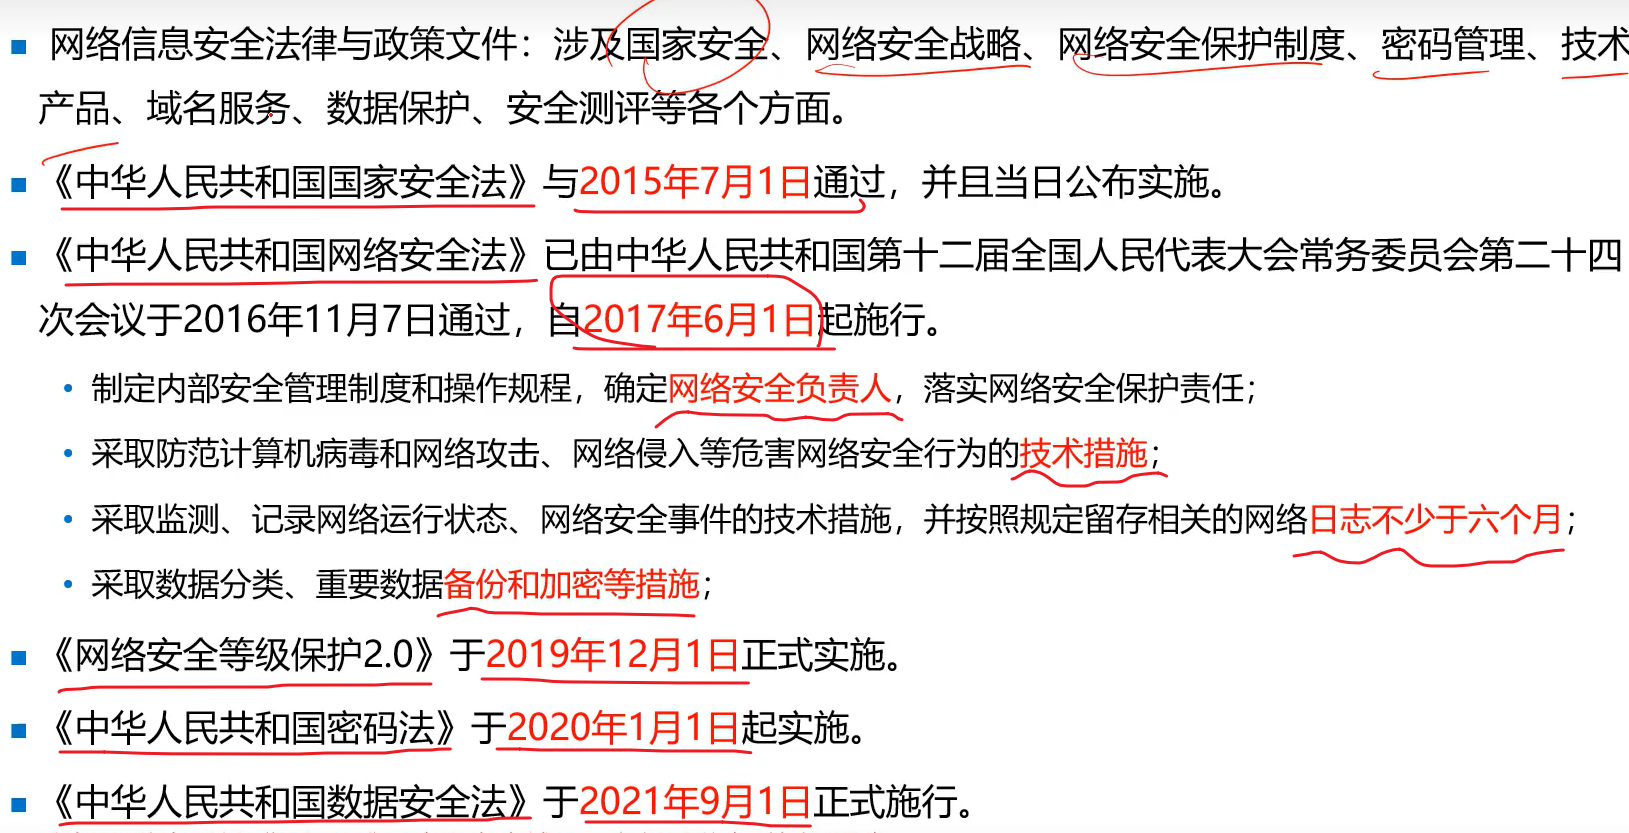 网络信息安全法律与政策文件：涉及国家安全、网络安全战略、网络安全保护制度、密码管理、技术
产品、域名服务、数据保护、安全测评等各个方面。
《中华人民共和国国家安全法》与2015年7月1日通过，并且当日公布实施。
《中华人民共和国网络安全法》已由中华人民共和国第十二届全国人民代表大会常务委员会第二十四
次会议于2016年11月7日通过，自2017年6月1日起施行。
制定内部安全管理制度和操作规程，确定网络安全负责人，落实网络安全保护责任；
采取防范计算机病毒和网络攻击、网络侵入等危害网络安全行为的技术措施；
采取监测、记录网络运行状态、网络安全事件的技术措施，并按照规定留存相关的网络日志不少于六个月；
采取数据分类、重要数据备份和加密等措施；
《网络安全等级保护2.0》于2019年12月1日正式实施。
《中华人民共和国密码法》于2020年1月1日起实施。
《中华人民共和国数据安全法》于2021年9月1日正式施行。